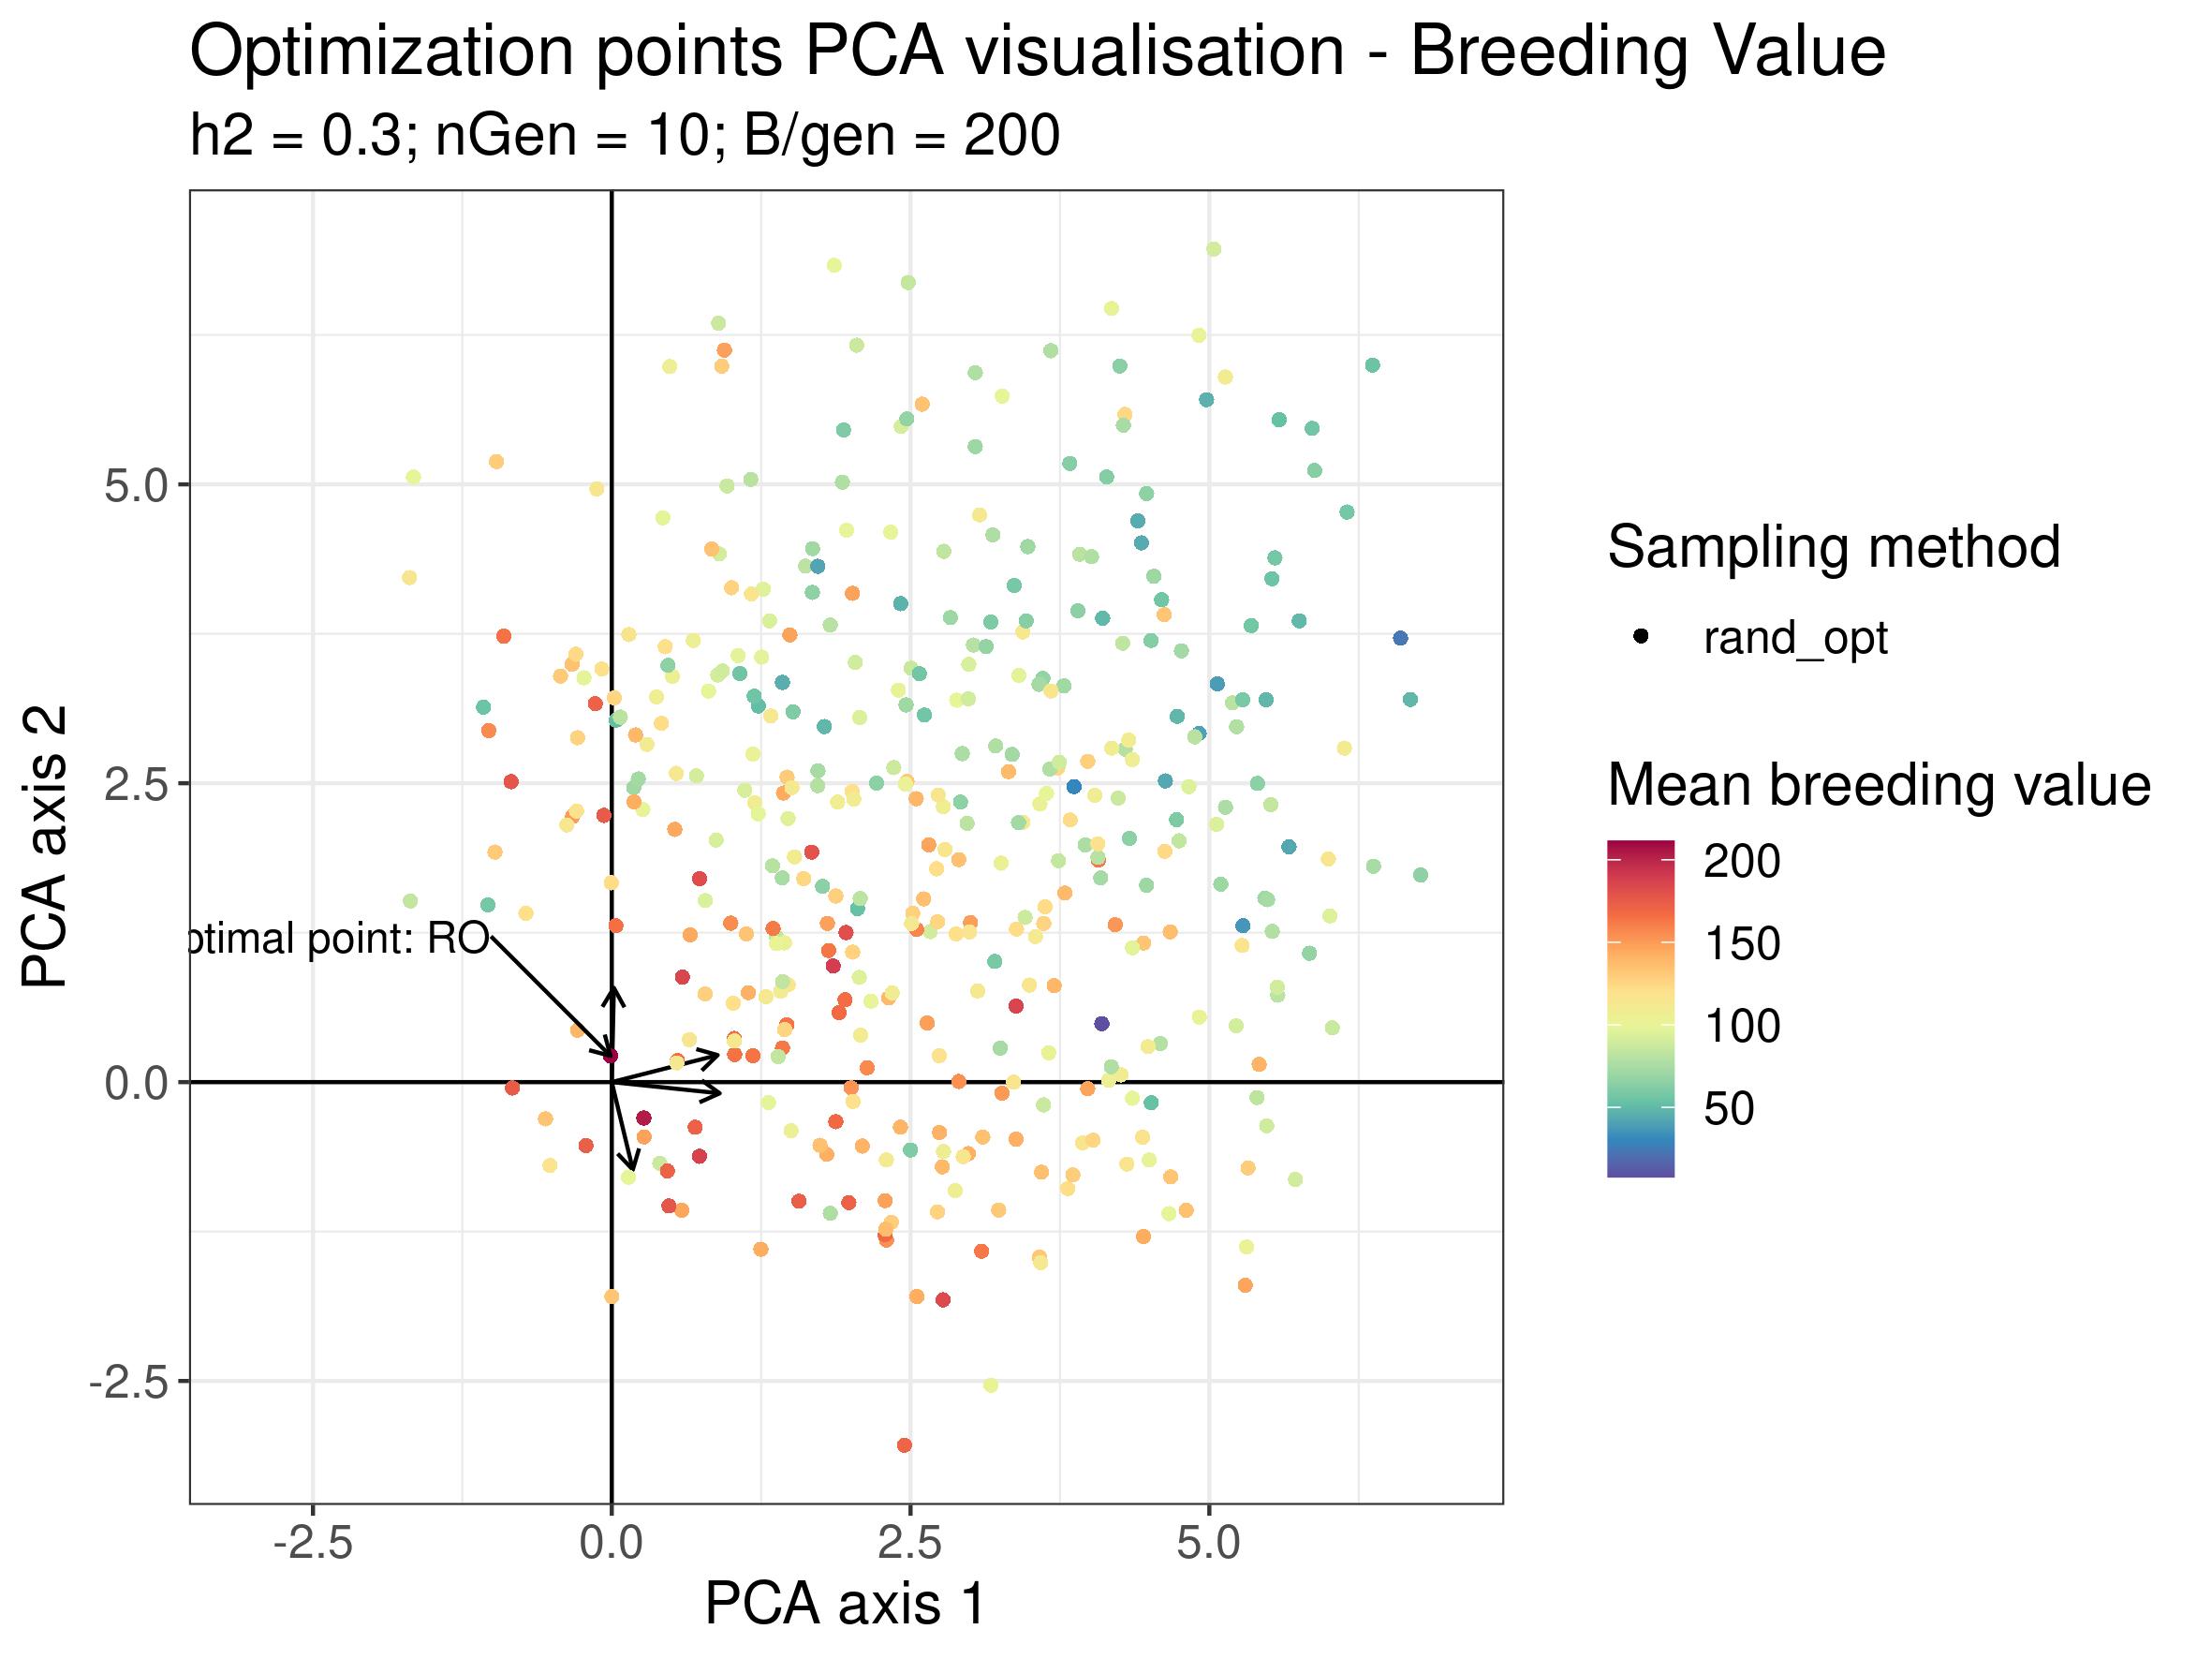 Optimization points PCA visualisation - Breeding Value
h2 = 0.3; nGen = 10; B/gen = 200
PCA axis 2
5.0
2.5
0.0
-2.5
ptimal point: RO
-2.5
0.0
2.5
5.0
PCA axis 1
Sampling method
rand_opt
Mean breeding value
200
150
100
50